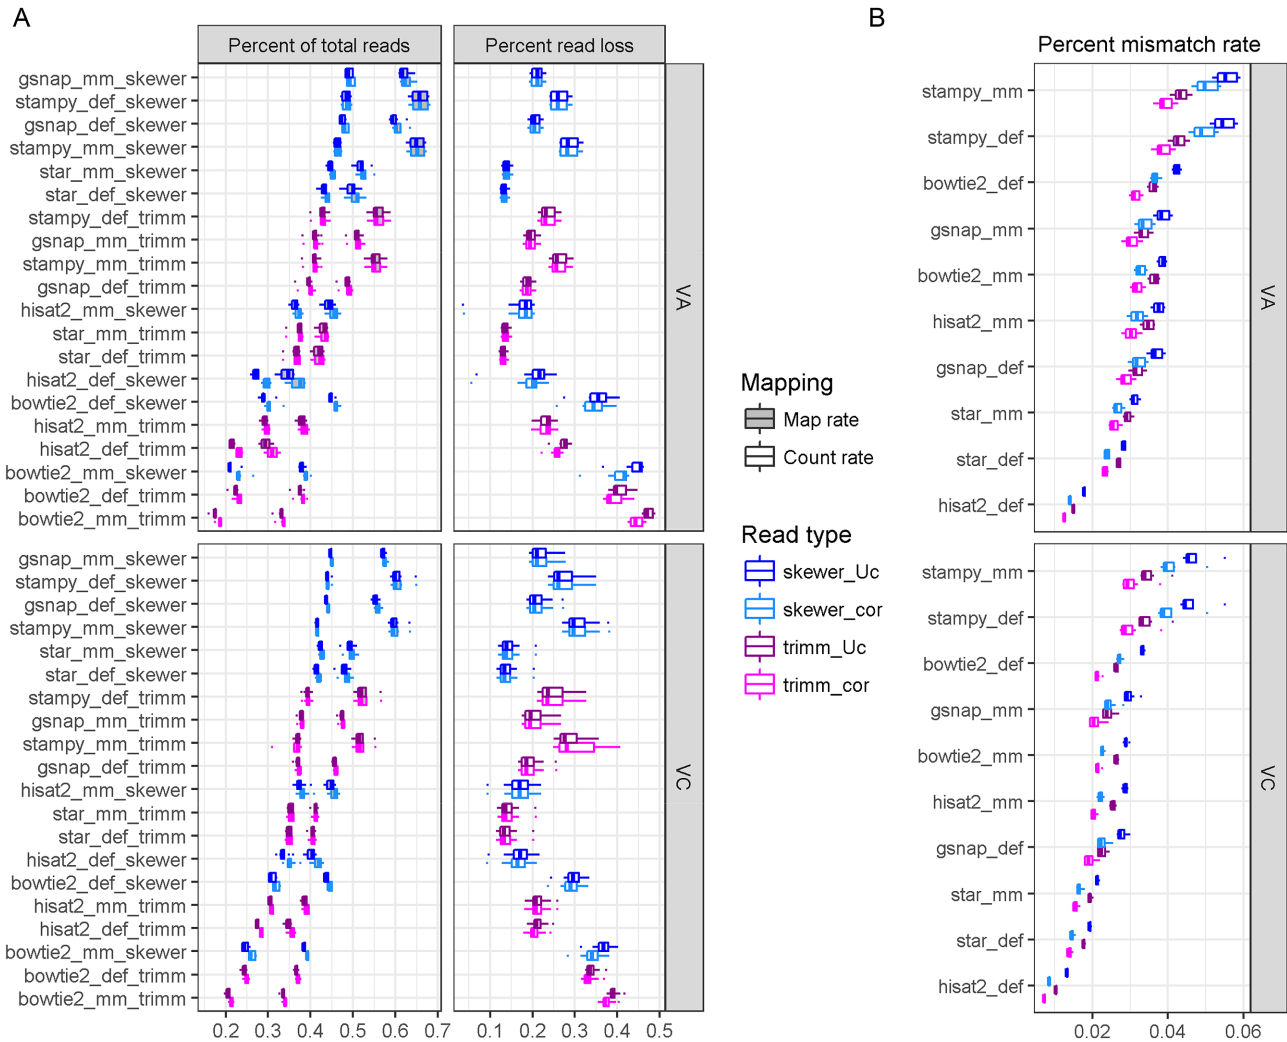 A
Percent of total reads
Percent read loss
gsnap_mm_skewer
stampy_def_skewer
gsnap_def_skewer
stampy_mm_skewer
star_mm_skewer
star_def_skewer
stampy_def_trimm
gsnap_mm_trimm
stampy_mm_trimm
gsnap_def_trimm
hisat2_mm_skewer
star_mm_trimm
star_def_trimm
hisat2_def_skewer
bowtie2_def_skewer
hisat2_mm_trimm
hisat2_def_trimm
bowtie2_mm_skewer
bowtie2_def_trimm
bowtie2_mm_trimm
VA
gsnap_mm_skewer
stampy_def_skewer
gsnap_def_skewer
stampy_mm_skewer
star_mm_skewer
star_def_skewer
stampy_def_trimm
gsnap_mm_trimm
stampy_mm_trimm
gsnap_def_trimm
hisat2_mm_skewer
star_mm_trimm
star_def_trimm
hisat2_def_skewer
bowtie2_def_skewer
hisat2_mm_trimm
hisat2_def_trimm
bowtie2_mm_skewer
bowtie2_def_trimm
bowtie2_mm_trimm
VC
0.2 0.3 0.4 0.5 0.6 0.7
0.1 0.2 0.3 0.4 0.5
Mapping
Map rate
Count rate
Read type
skewer_Uc
skewer_cor
trimm_Uc
trimm_cor
B
Percent mismatch rate
stampy_mm
stampy_def
bowtie2_def
gsnap_mm
bowtie2_mm
hisat2_mm
gsnap_def
star_mm
star_def
hisat2_def
VA
stampy_mm
stampy_def
bowtie2_def
gsnap_mm
bowtie2_mm
hisat2_mm
gsnap_def
star_mm
star_def
hisat2_def
VC
0.02 0.04 0.06